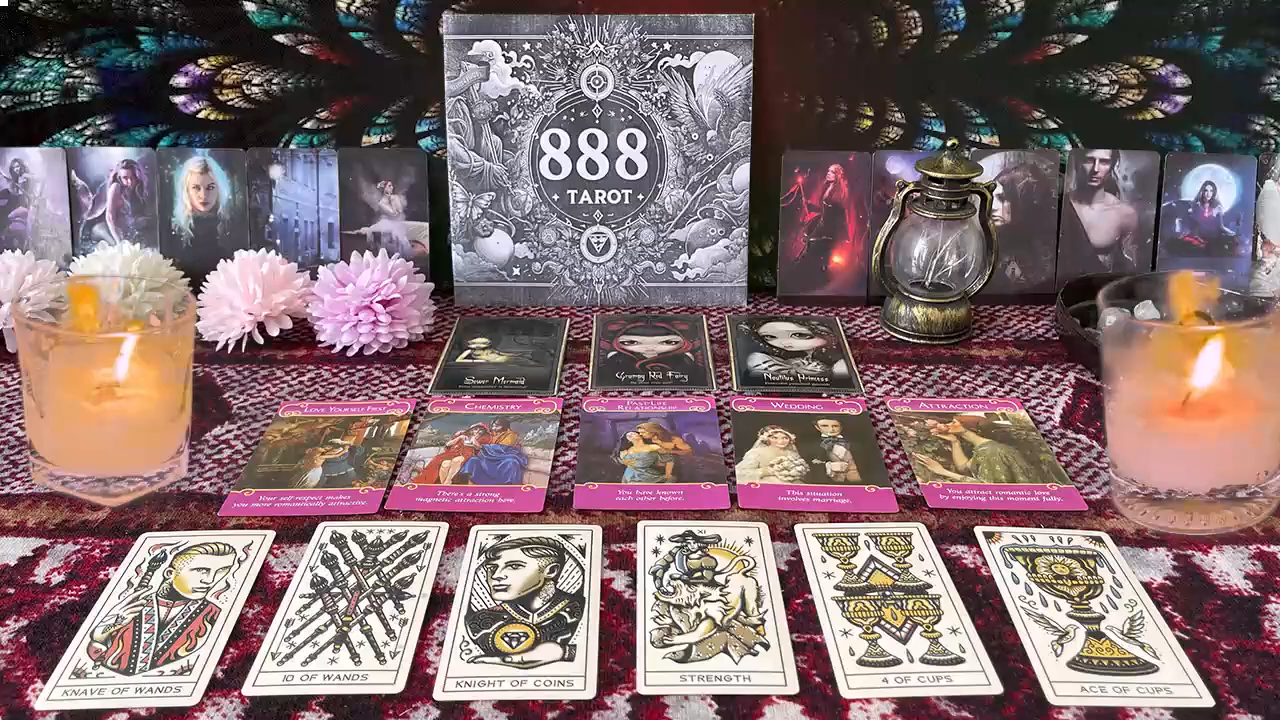 888
TAROT
Sewer Mermaid
Grumpy Red Fairy
Nautilus Princess
LOVE YOURSELF FIRST
CHEMISTRY
PAST-LIFE
RELATIONSHIP
WEDDING
ATTRACTION
Your self-respect makes
you more romantically attractive.
There's a strong
magnetic attraction here.
You have known
each other before.
This situation
involves marriage.
You attract romantic love
by enjoying this moment fully.
XI
KNAVE OF WANDS
10 OF WANDS
KNIGHT OF COINS
STRENGTH
4 OF CUPS
ACE OF CUPS